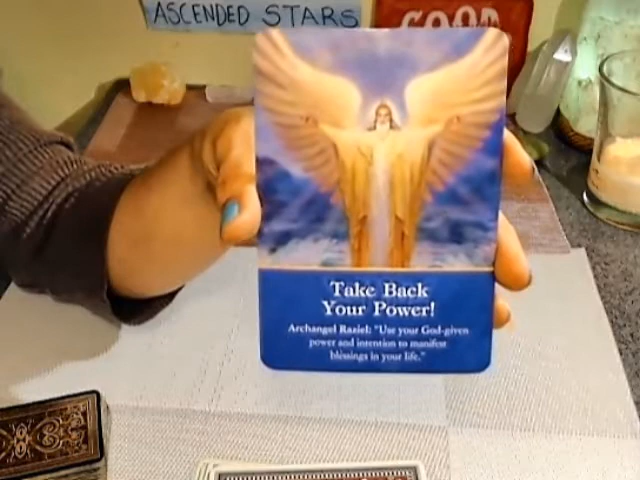 ASCENDED STARS
GOOD
Take Back
Your Power!
Archangel Raziel: "Use your God-given
power and intention to manifest
blessings in your life."